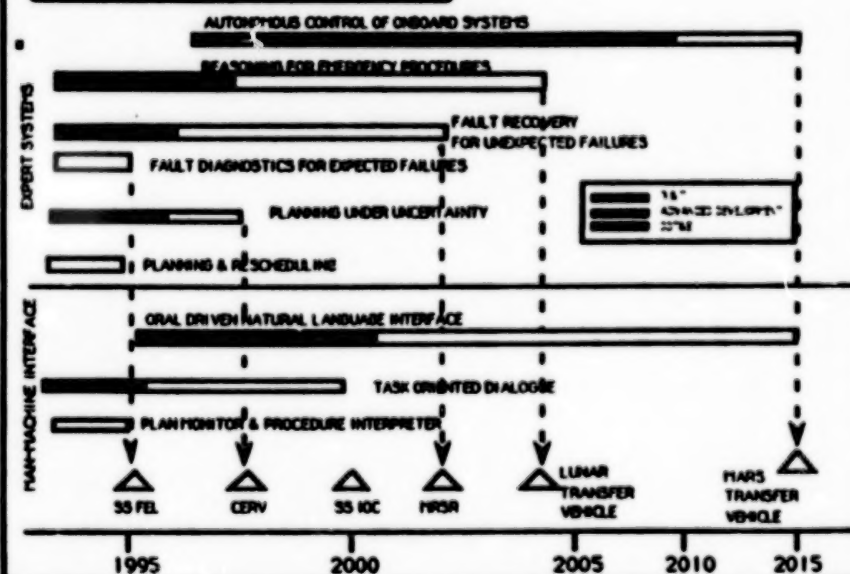 AUTONOMOUS CONTROL OF ONBOARD SYSTEMS
REASONING FOR EMERGENCY PROCEDURES
FAULT RECOVERY
FOR UNEXPECTED FAILURES
FAULT DIAGNOSTICS FOR EXPECTED FAILURES
EXPERT SYSTEMS
PLANNING UNDER UNCERTAINTY
ADVANCED DEVELOPMENT
PLANNING & RESCHEDULINE
ORAL DRIVEN NATURAL LANGUAGE INTERFACE
TASK ORIENTED DIALOGUE
PLAN MONITOR & PROCEDURE INTERPRETER
MAN-MACHINE INTERFACE
SS FEL
CERV
SS IOC
MRSR
LUNAR
TRANSFER
VEHICLE
MARS
TRANSFER
VEHICLE
1995
2000
2005
2010
2015